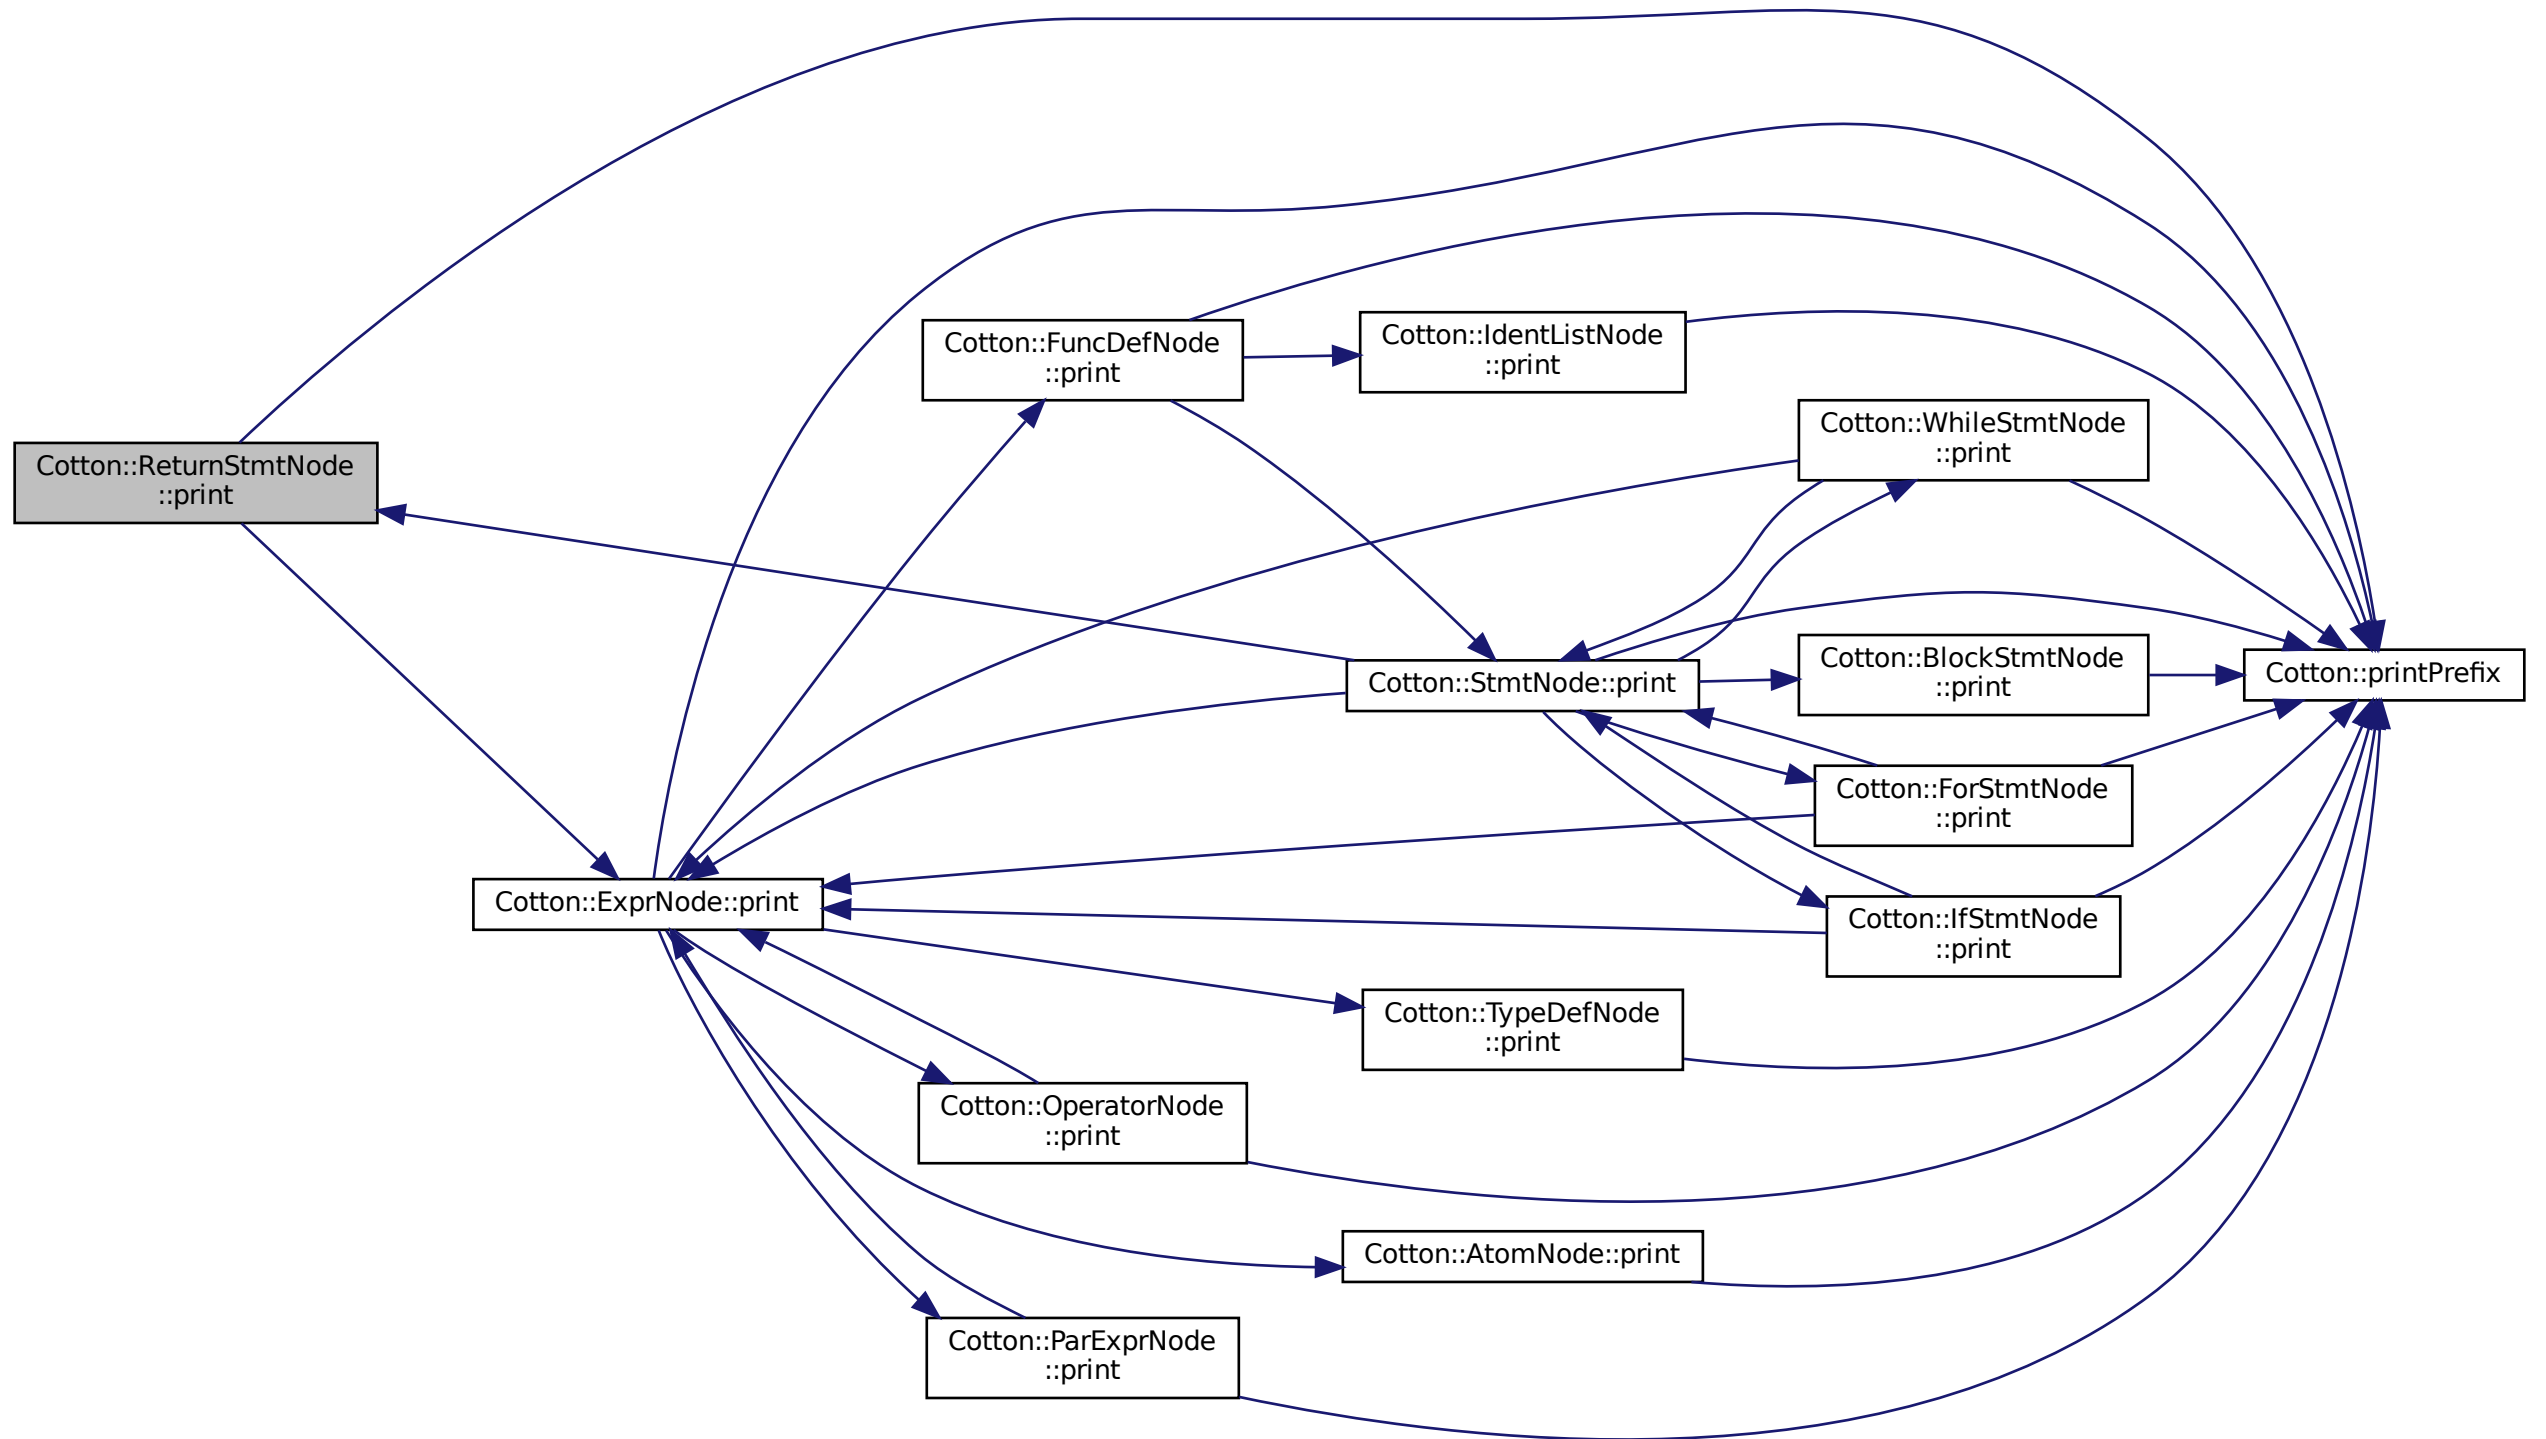 Cotton::ReturnStmtNode
::print
Cotton::ExprNode::print
Cotton::FuncDefNode
::print
Cotton::OperatorNode
::print
Cotton::ParExprNode
::print
Cotton::IdentListNode
::print
Cotton::StmtNode::print
Cotton::TypeDefNode
::print
Cotton::AtomNode::print
Cotton::WhileStmtNode
::print
Cotton::BlockStmtNode
::print
Cotton::ForStmtNode
::print
Cotton::IfStmtNode
::print
Cotton::printPrefix